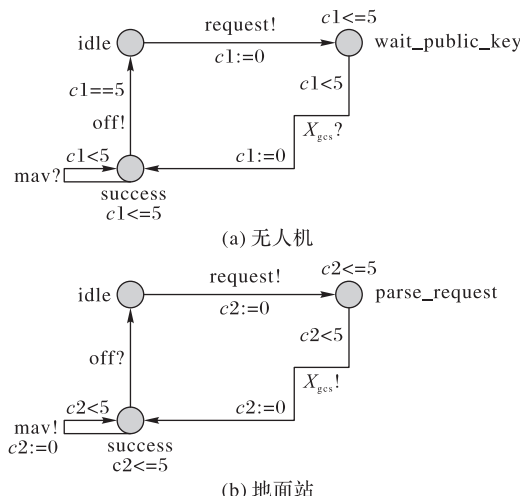 c1<=5
request!
idle
wait_public_key
c1:=0
c1==5
c1<5
off!
X_gcs?
c1<5
c1:=0
mav?
success
c1<=5
(a) 无人机
c2<=5
request!
idle
parse_request
c2:=0
c2<5
off?
X_gcs!
c2<5
c2:=0
mav!
c2:=0
success
c2<=5
(b) 地面站